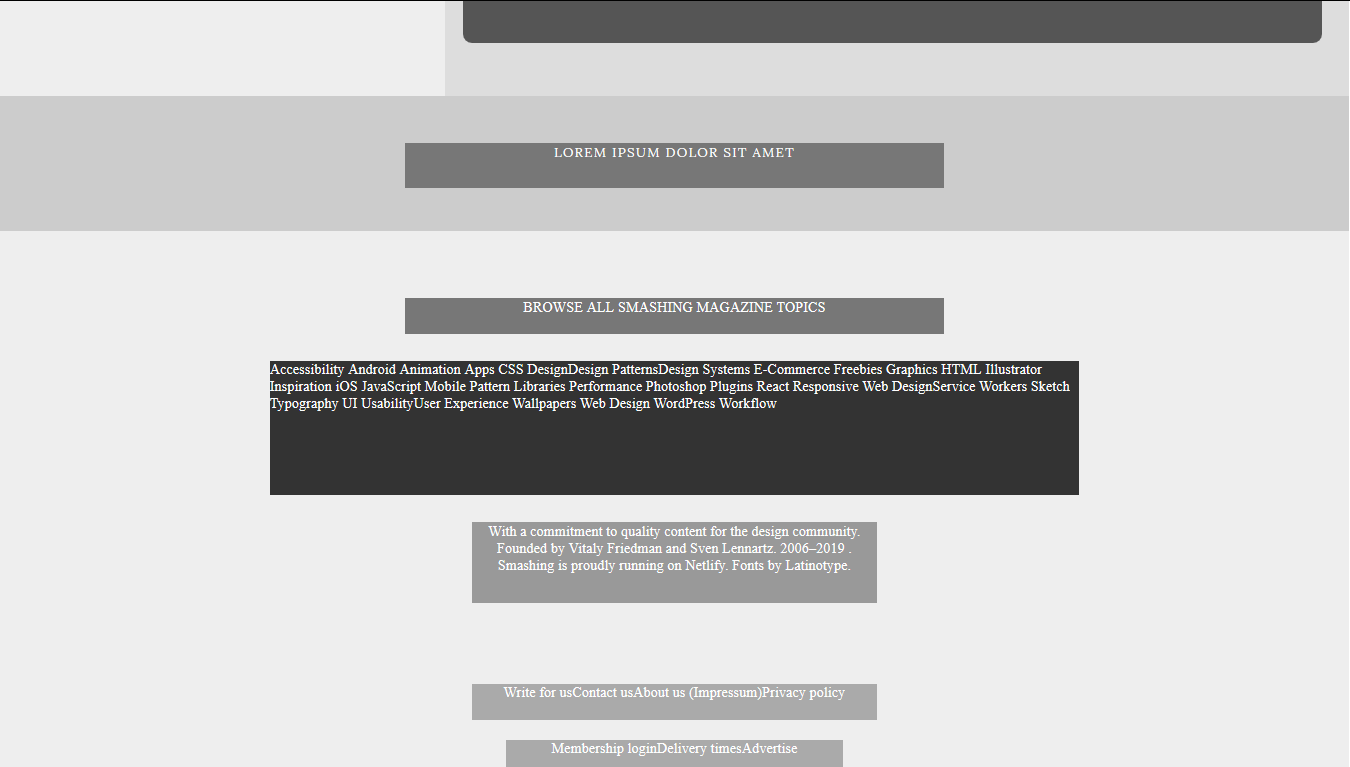 LOREM IPSUM DOLOR SIT AMET
BROWSE ALL SMASHING MAGAZINE TOPICS
Accessibility Android Animation Apps CSS DesignDesign PatternsDesign Systems E-Commerce Freebies Graphics HTML Illustrator
Inspiration iOS JavaScript Mobile Pattern Libraries Performance Photoshop Plugins React Responsive Web DesignService Workers Sketch
Typography UI UsabilityUser Experience Wallpapers Web Design WordPress Workflow
With a commitment to quality content for the design community.
Founded by Vitaly Friedman and Sven Lennartz. 2006–2019 .
Smashing is proudly running on Netlify. Fonts by Latinotype.
Write for usContact usAbout us (Impressum)Privacy policy
Membership loginDelivery timesAdvertise